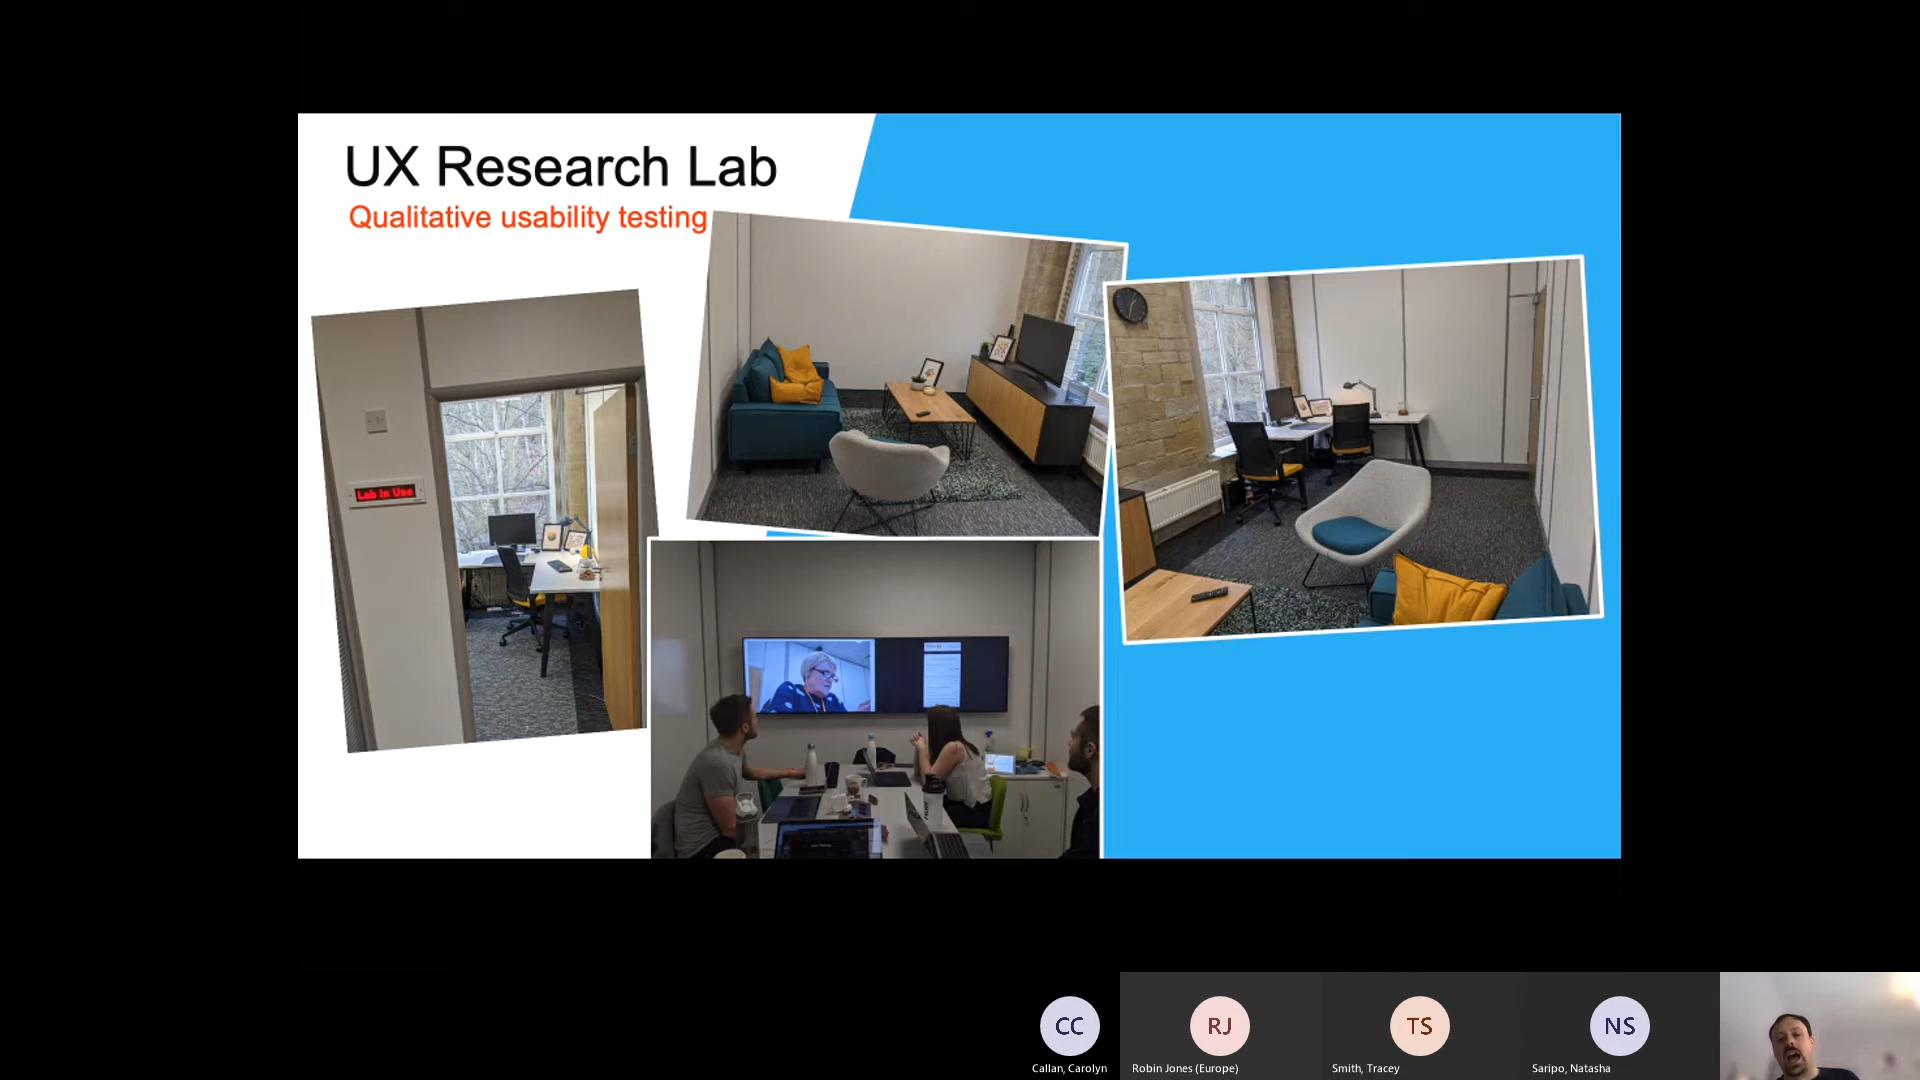 UX Research Lab
Qualitative usability testing
Lab In Use
CC
RJ
TS
NS
Callan, Carolyn
Robin Jones (Europe)
Smith, Tracey
Saripo, Natasha